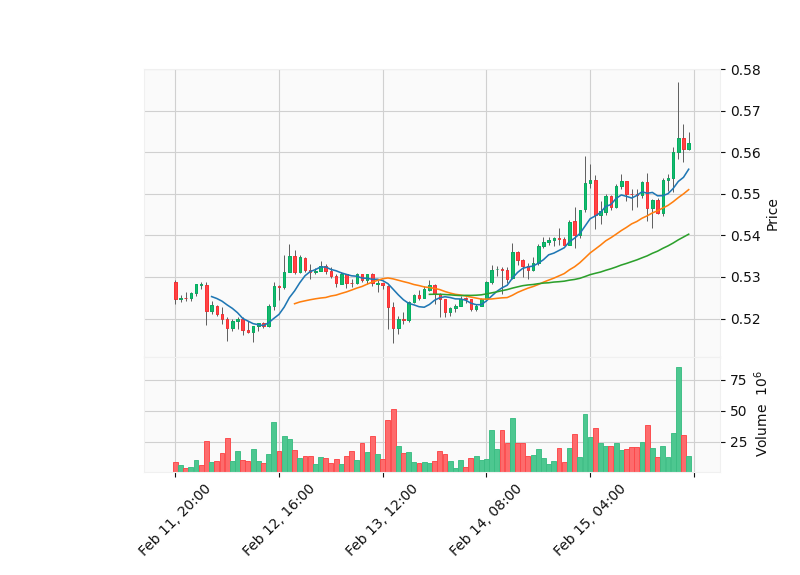 0.58
0.57
0.56
0.55
0.54
0.53
0.52
Price
75
50
25
Volume 10^6
Feb 11, 20:00
Feb 12, 16:00
Feb 13, 12:00
Feb 14, 08:00
Feb 15, 04:00